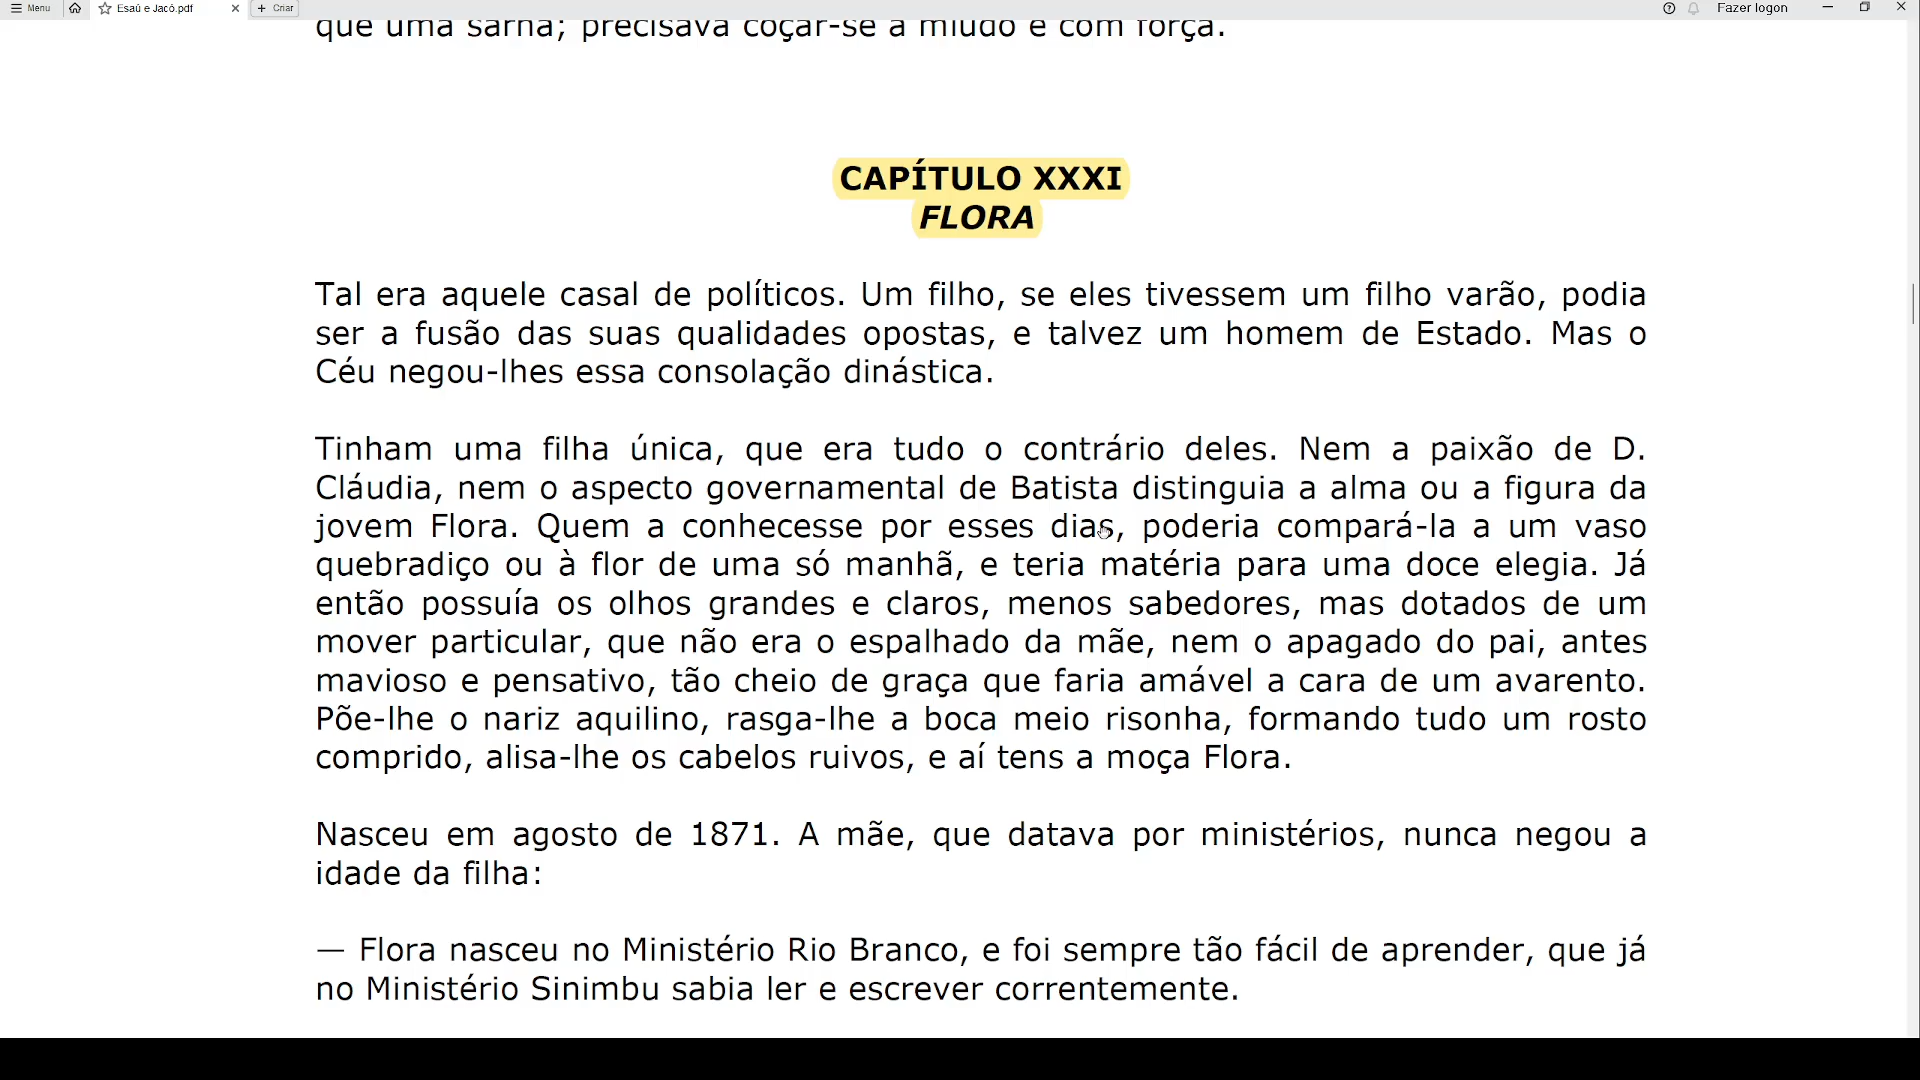 Menu
Esaú e Jacó.pdf
+ Criar
Fazer logon
que uma sarna; precisava coçar-se a miúdo e com força.
CAPÍTULO XXXI
FLORA
Tal era aquele casal de políticos. Um filho, se eles tivessem um filho varão, podia
ser a fusão das suas qualidades opostas, e talvez um homem de Estado. Mas o
Céu negou-lhes essa consolação dinástica.
Tinham uma filha única, que era tudo o contrário deles. Nem a paixão de D.
Cláudia, nem o aspecto governamental de Batista distinguia a alma ou a figura da
jovem Flora. Quem a conhecesse por esses dias, poderia compará-la a um vaso
quebradiço ou à flor de uma só manhã, e teria matéria para uma doce elegia. Já
então possuía os olhos grandes e claros, menos sabedores, mas dotados de um
mover particular, que não era o espalhado da mãe, nem o apagado do pai, antes
mavioso e pensativo, tão cheio de graça que faria amável a cara de um avarento.
Põe-lhe o nariz aquilino, rasga-lhe a boca meio risonha, formando tudo um rosto
comprido, alisa-lhe os cabelos ruivos, e aí tens a moça Flora.
Nasceu em agosto de 1871. A mãe, que datava por ministérios, nunca negou a
idade da filha:
— Flora nasceu no Ministério Rio Branco, e foi sempre tão fácil de aprender, que já
no Ministério Sinimbu sabia ler e escrever correntemente.